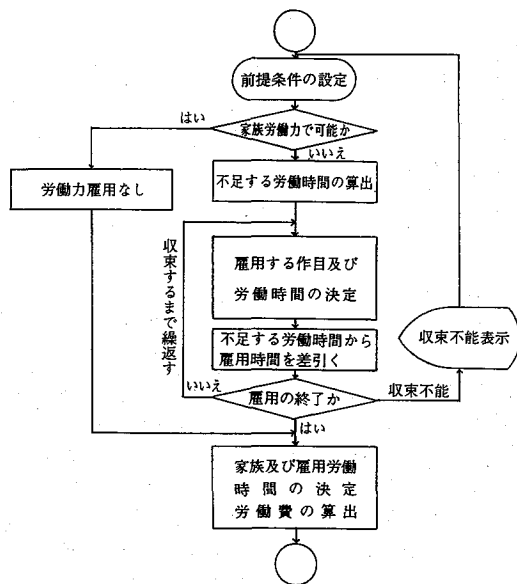 前提条件の設定
はい
家族労働力で可能か
いいえ
労働力雇用なし
不足する労働時間の算出
収束するまで繰返す
雇用する作目及び
労働時間の決定
不足する労働時間から
雇用時間を差引く
収束不能表示
いいえ
雇用の終了か
収束不能
はい
家族及び雇用労働
時間の決定
労働費の算出